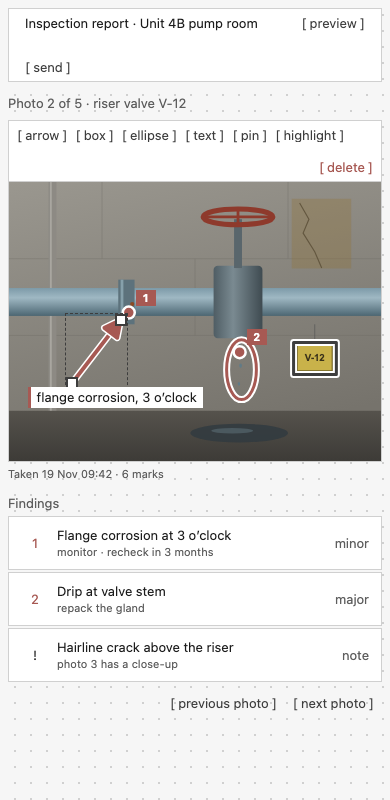 Inspection report · Unit 4B pump room
[ preview ]
[ send ]
Photo 2 of 5 · riser valve V-12
[ arrow ] [ box ] [ ellipse ] [ text ] [ pin ] [ highlight ]
[ delete ]
1
2
V-12
flange corrosion, 3 o’clock
Taken 19 Nov 09:42 · 6 marks
Findings
1 Flange corrosion at 3 o’clock minor
monitor · recheck in 3 months
2 Drip at valve stem major
repack the gland
! Hairline crack above the riser note
photo 3 has a close-up
[ previous photo ] [ next photo ]